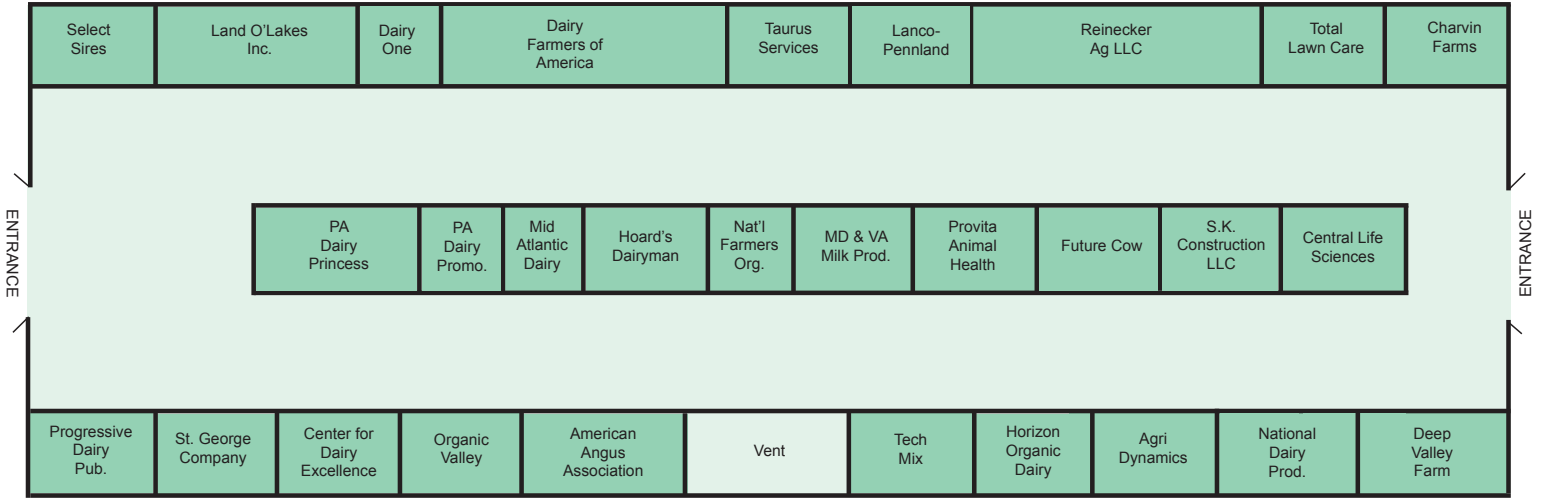 Select
Sires
Land O’Lakes
Inc.
Dairy
One
Dairy
Farmers of
America
Taurus
Services
Lanco-
Pennland
Reinecker
Ag LLC
Total
Lawn Care
Charvin
Farms
ENTRANCE
PA
Dairy
Princess
PA
Dairy
Promo.
Mid
Atlantic
Dairy
Hoard’s
Dairyman
Nat’l
Farmers
Org.
MD & VA
Milk Prod.
Provita
Animal
Health
Future Cow
S.K.
Construction
LLC
Central Life
Sciences
ENTRANCE
Progressive
Dairy
Pub.
St. George
Company
Center for
Dairy
Excellence
Organic
Valley
American
Angus
Association
Vent
Tech
Mix
Horizon
Organic
Dairy
Agri
Dynamics
National
Dairy
Prod.
Deep
Valley
Farm